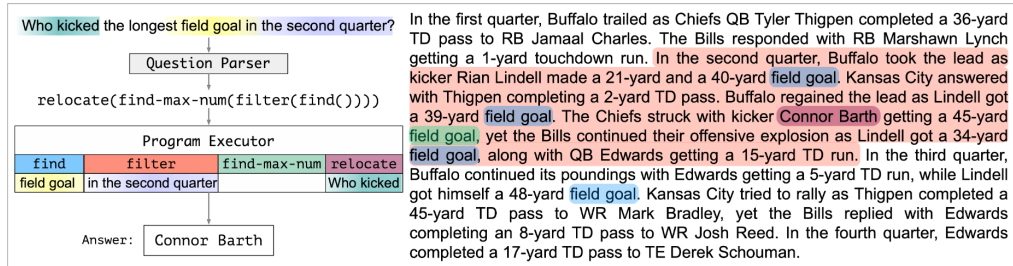 Who kicked the longest field goal in the second quarter?
Question Parser
relocate(find-max-num(filter(find())))
Program Executor
find filter find-max-num relocate
field goal in the second quarter Who kicked
Answer: Connor Barth
In the first quarter, Buffalo trailed as Chiefs QB Tyler Thigpen completed a 36-yard
TD pass to RB Jamaal Charles. The Bills responded with RB Marshawn Lynch
getting a 1-yard touchdown run. In the second quarter, Buffalo took the lead as
kicker Rian Lindell made a 21-yard and a 40-yard field goal. Kansas City answered
with Thigpen completing a 2-yard TD pass. Buffalo regained the lead as Lindell got
a 39-yard field goal. The Chiefs struck with kicker Connor Barth getting a 45-yard
field goal, yet the Bills continued their offensive explosion as Lindell got a 34-yard
field goal, along with QB Edwards getting a 15-yard TD run. In the third quarter,
Buffalo continued its poundings with Edwards getting a 5-yard TD run, while Lindell
got himself a 48-yard field goal. Kansas City tried to rally as Thigpen completed a
45-yard TD pass to WR Mark Bradley, yet the Bills replied with Edwards
completing an 8-yard TD pass to WR Josh Reed. In the fourth quarter, Edwards
completed a 17-yard TD pass to TE Derek Schouman.